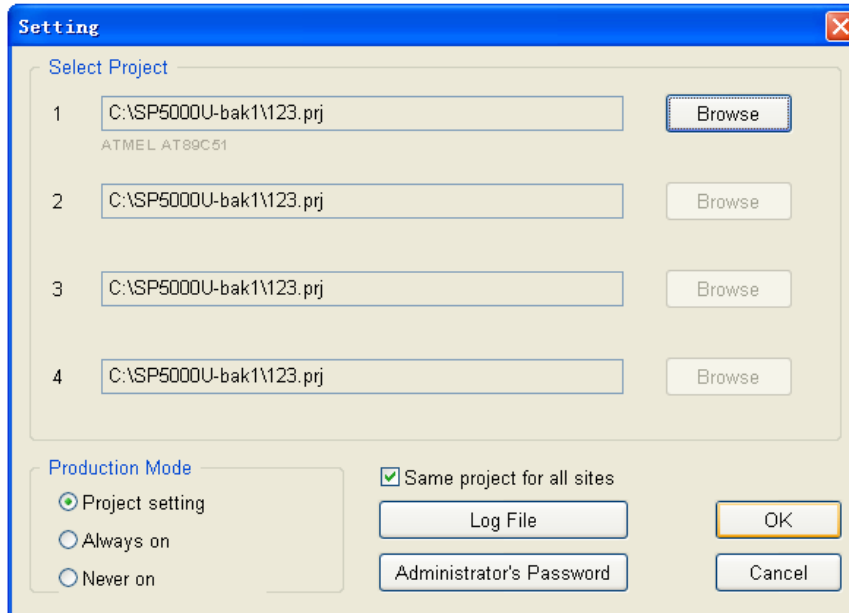 Setting
Select Project
1 C:\SP5000U-bak1\123.prj Browse
ATMEL AT89C51
2 C:\SP5000U-bak1\123.prj Browse
3 C:\SP5000U-bak1\123.prj Browse
4 C:\SP5000U-bak1\123.prj Browse
Production Mode
Project setting
Always on
Never on
Same project for all sites
Log File
OK
Administrator's Password
Cancel